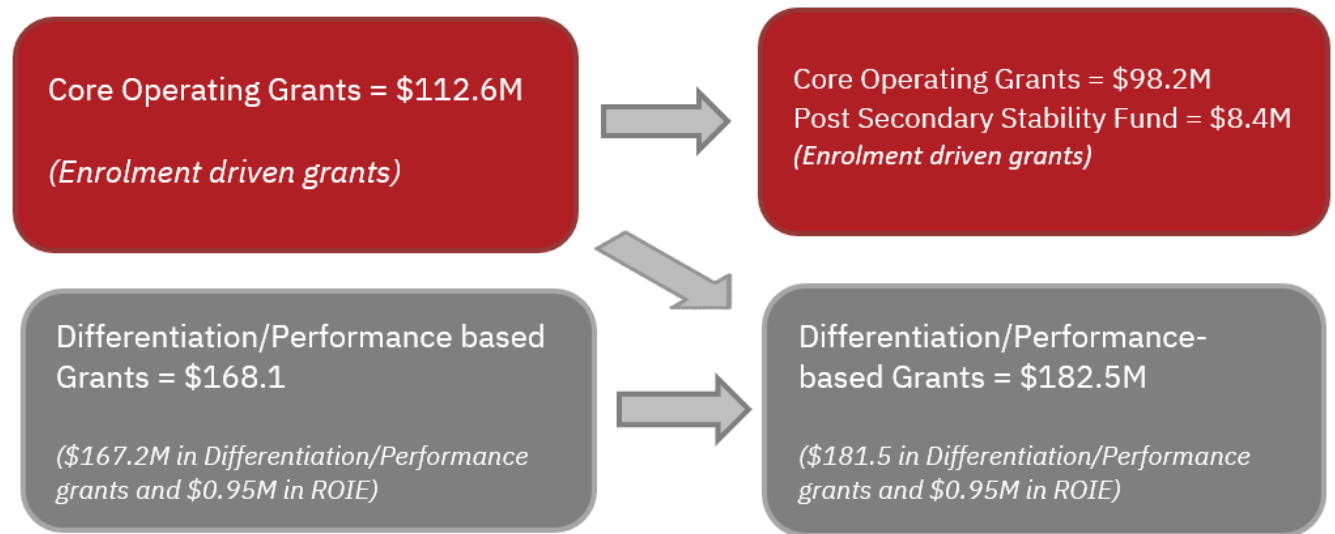 Core Operating Grants = $112.6M
(Enrolment driven grants)
Core Operating Grants = $98.2M
Post Secondary Stability Fund = $8.4M
(Enrolment driven grants)
Differentiation/Performance based
Grants = $168.1
($167.2M in Differentiation/Performance
grants and $0.95M in ROIE)
Differentiation/Performance-
based Grants = $182.5M
($181.5 in Differentiation/Performance
grants and $0.95M in ROIE)